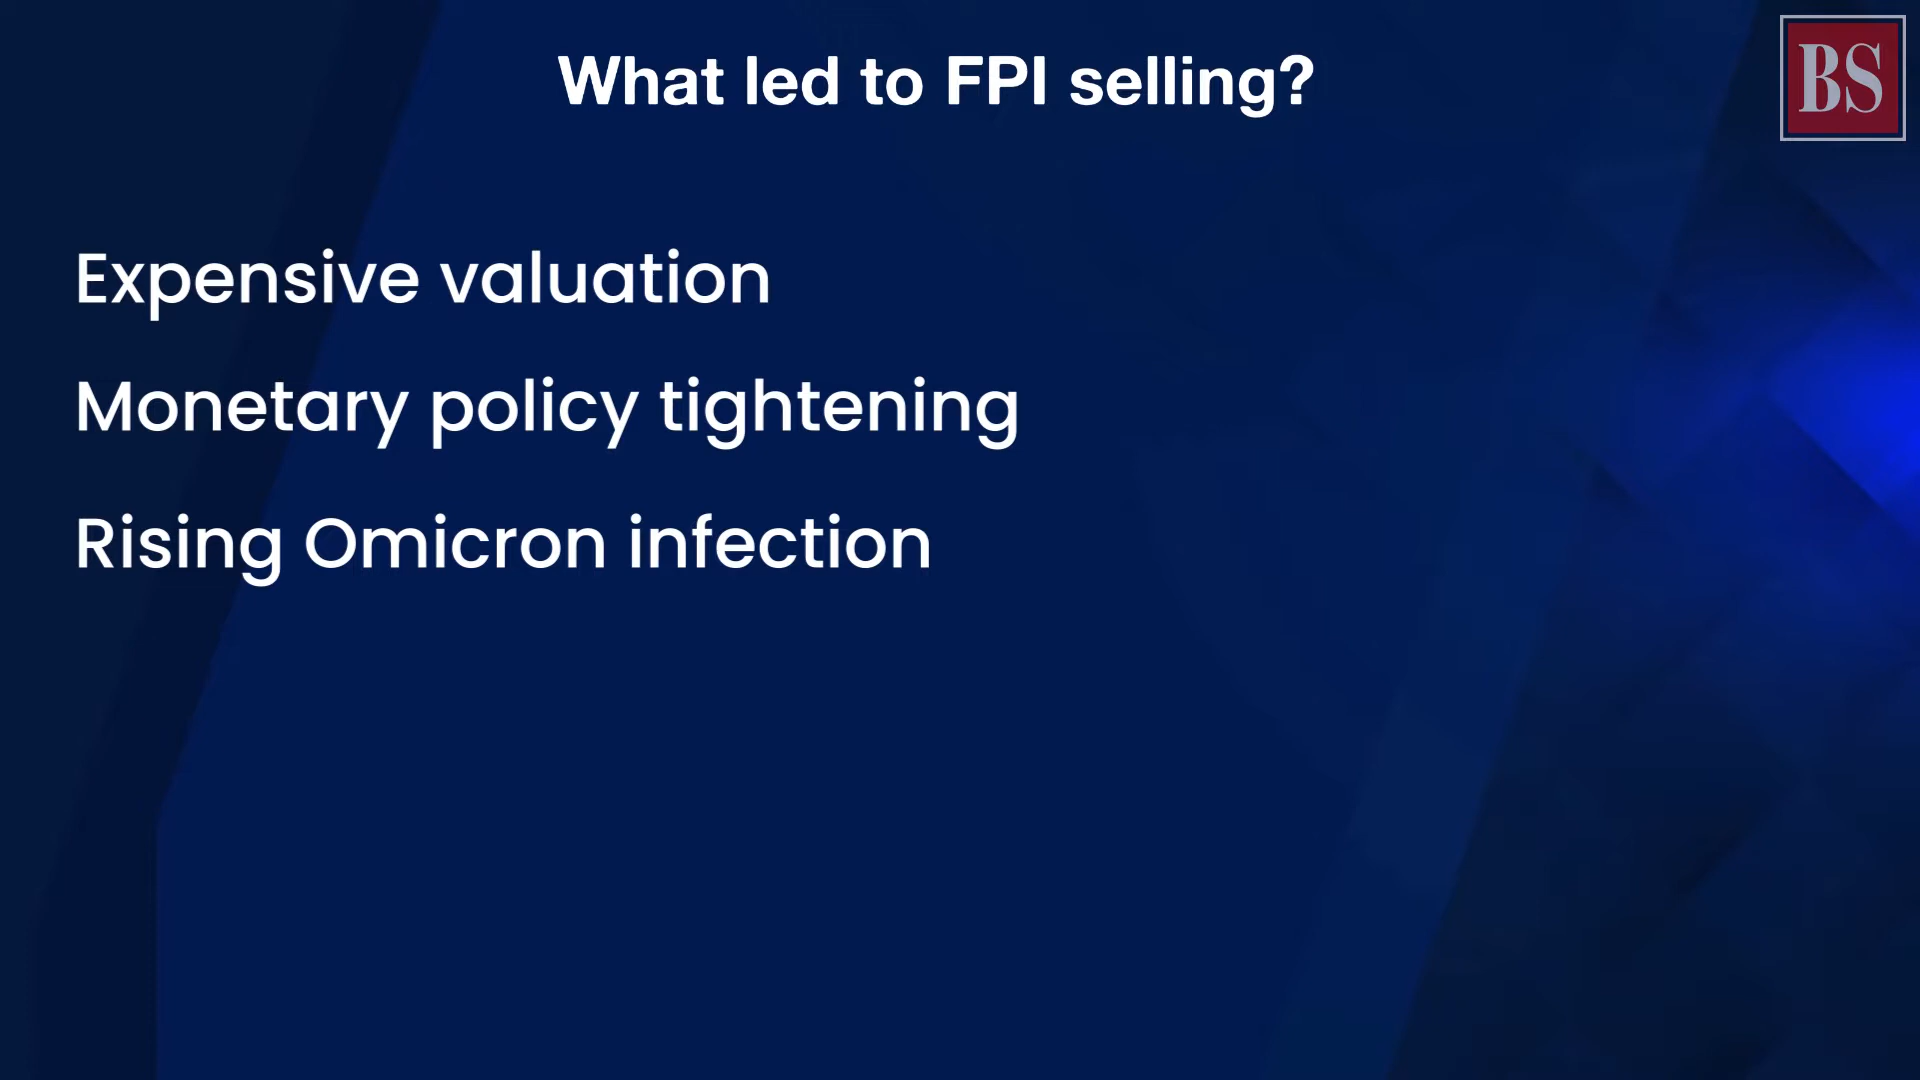 What led to FPI selling?
BS
Expensive valuation
Monetary policy tightening
Rising Omicron infection